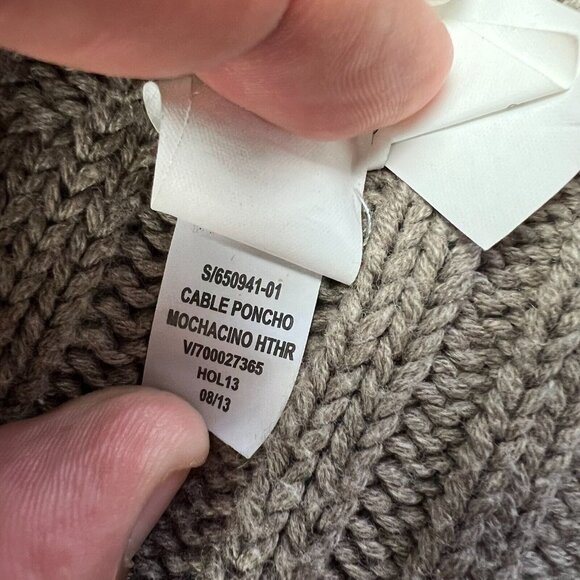 S/650941-01
CABLE PONCHO
MOCHACINO HTHR
V/700027365
HOL13
08/13